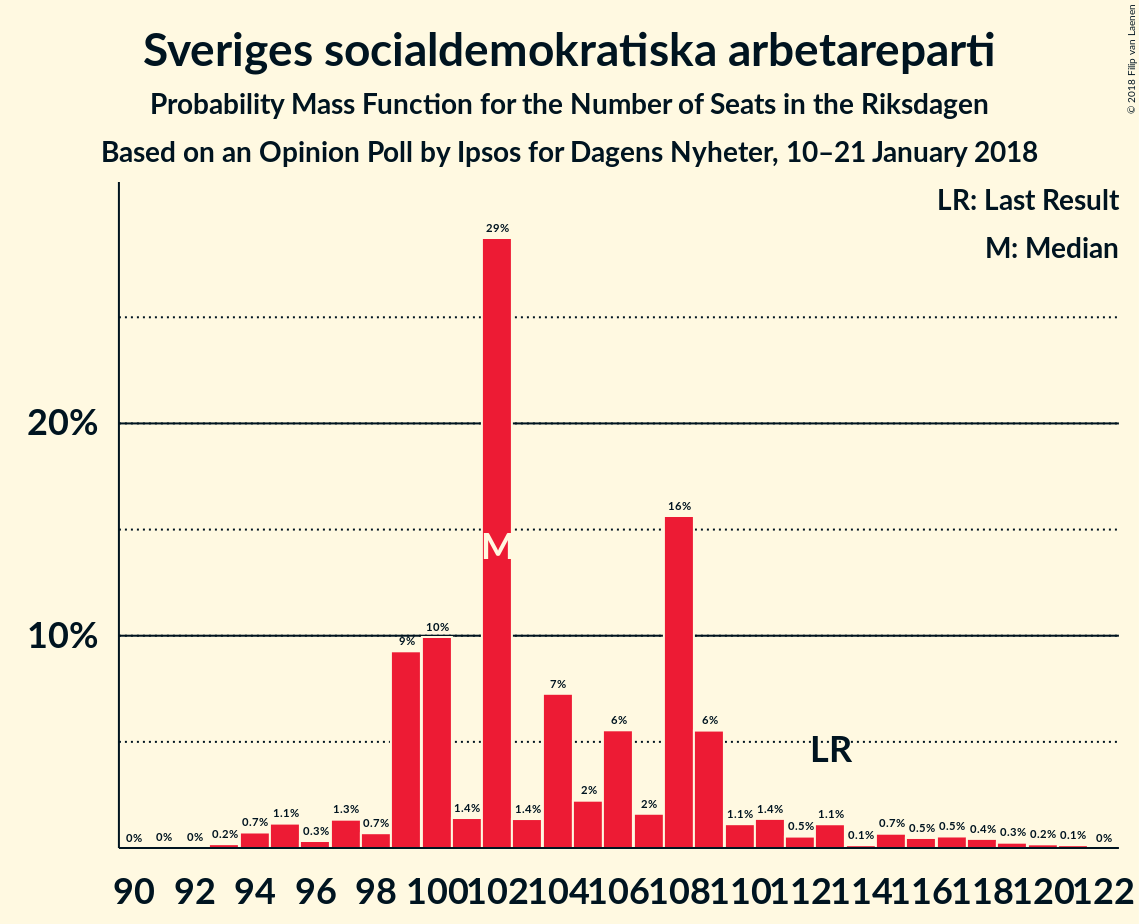 Sveriges socialdemokratiska arbetareparti
Probability Mass Function for the Number of Seats in the Riksdagen
Based on an Opinion Poll by Ipsos for Dagens Nyheter, 10–21 January 2018
© 2018 Filip van Laenen
LR: Last Result
M: Median
20%
10%
0% 0% 0% 0.2% 0.7% 1.1% 0.3% 1.3% 0.7% 9% 10% 1.4% 29% 1.4% 7% 2% 6% 2% 16% 6% 1.1% 1.4% 0.5% 1.1% 0.1% 0.7% 0.5% 0.5% 0.4% 0.3% 0.2% 0.1% 0%
M
LR
90 92 94 96 98 100 102 104 106 108 110 112 114 116 118 120 122